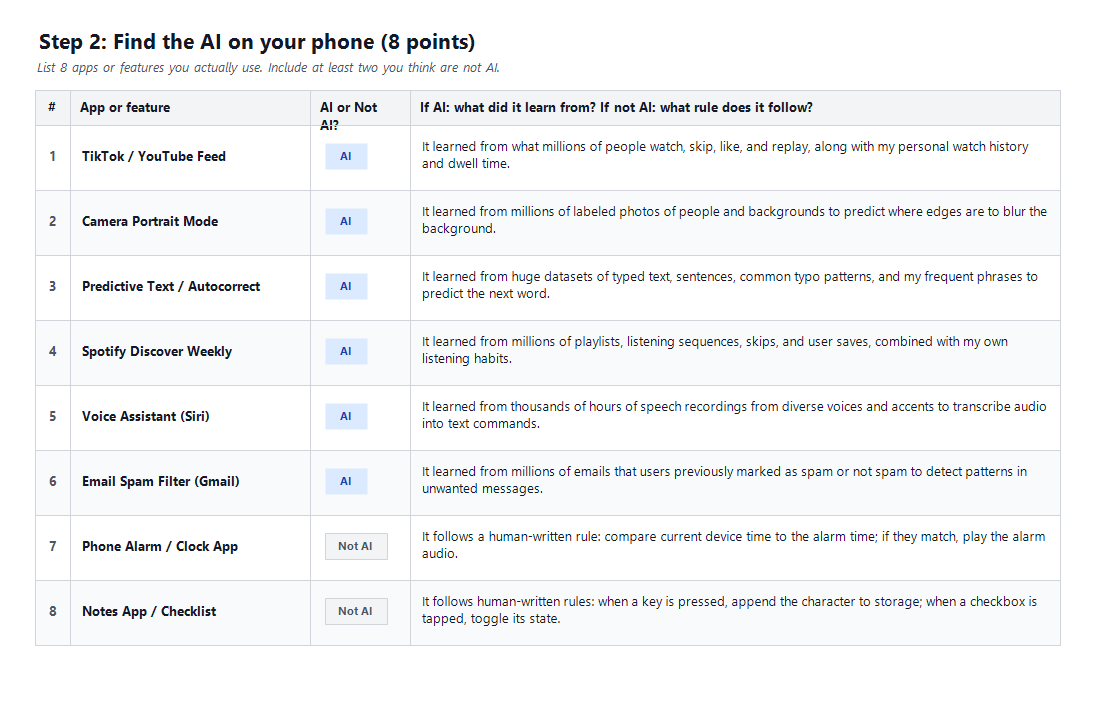 Step 2: Find the AI on your phone (8 points)
List 8 apps or features you actually use. Include at least two you think are not AI.
# App or feature AI or Not AI? If AI: what did it learn from? If not AI: what rule does it follow?
1 TikTok / YouTube Feed AI It learned from what millions of people watch, skip, like, and replay, along with my personal watch history
and dwell time.
2 Camera Portrait Mode AI It learned from millions of labeled photos of people and backgrounds to predict where edges are to blur the
background.
3 Predictive Text / Autocorrect AI It learned from huge datasets of typed text, sentences, common typo patterns, and my frequent phrases to
predict the next word.
4 Spotify Discover Weekly AI It learned from millions of playlists, listening sequences, skips, and user saves, combined with my own
listening habits.
5 Voice Assistant (Siri) AI It learned from thousands of hours of speech recordings from diverse voices and accents to transcribe audio
into text commands.
6 Email Spam Filter (Gmail) AI It learned from millions of emails that users previously marked as spam or not spam to detect patterns in
unwanted messages.
7 Phone Alarm / Clock App Not AI It follows a human-written rule: compare current device time to the alarm time; if they match, play the alarm
audio.
8 Notes App / Checklist Not AI It follows human-written rules: when a key is pressed, append the character to storage; when a checkbox is
tapped, toggle its state.